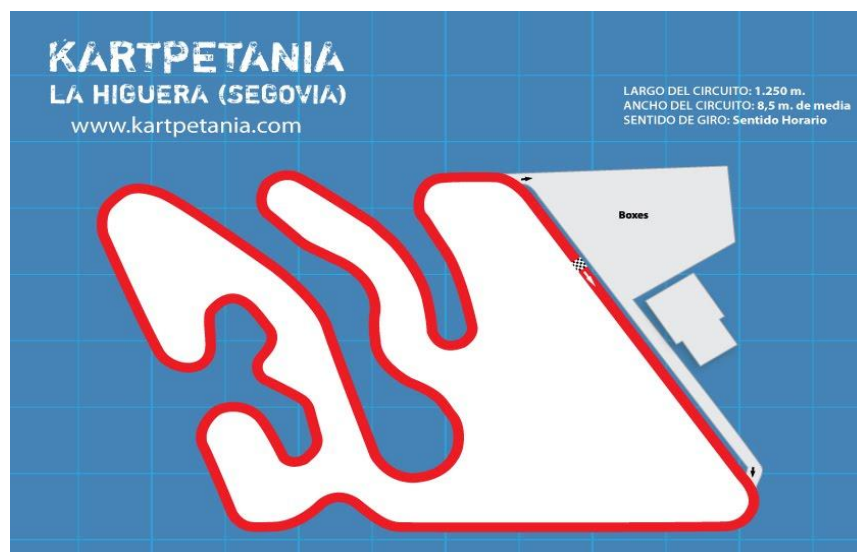 KARTPETANIA
LA HIGUERA (SEGOVIA)
www.kartpetania.com
LARGO DEL CIRCUITO: 1.250 m.
ANCHO DEL CIRCUITO: 8,5 m. de media
SENTIDO DE GIRO: Sentido Horario
Boxes